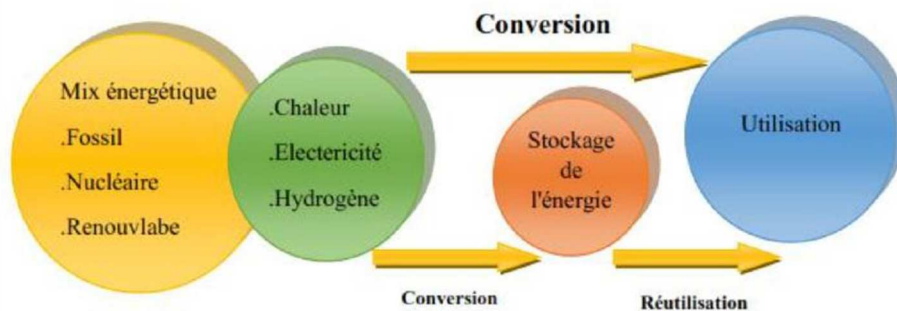 Conversion
Mix énergétique
.Fossil
.Nucléaire
.Renouvlabe
.Chaleur
.Electericité
.Hydrogène
Stockage
de
l'énergie
Utilisation
Conversion
Réutilisation